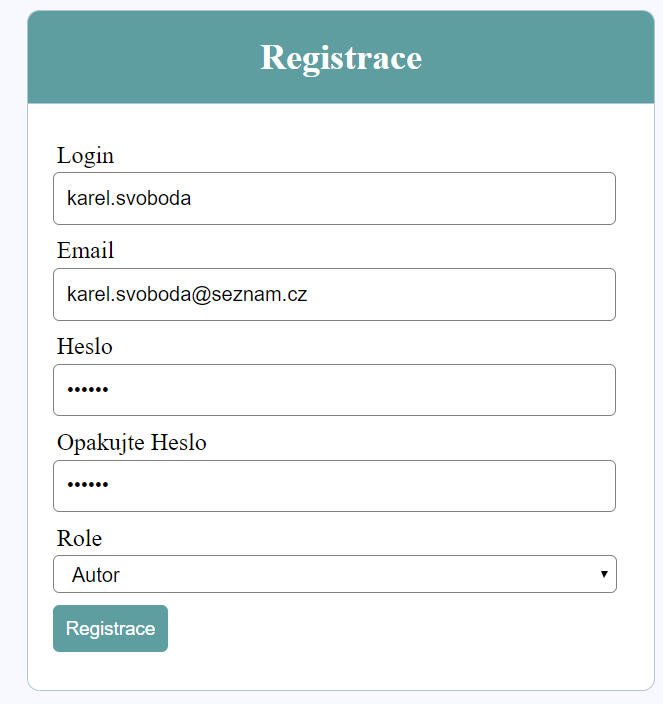 Registrace
Login
karel.svoboda
Email
karel.svoboda@seznam.cz
Heslo
••••••
Opakujte Heslo
••••••
Role
Autor
Registrace